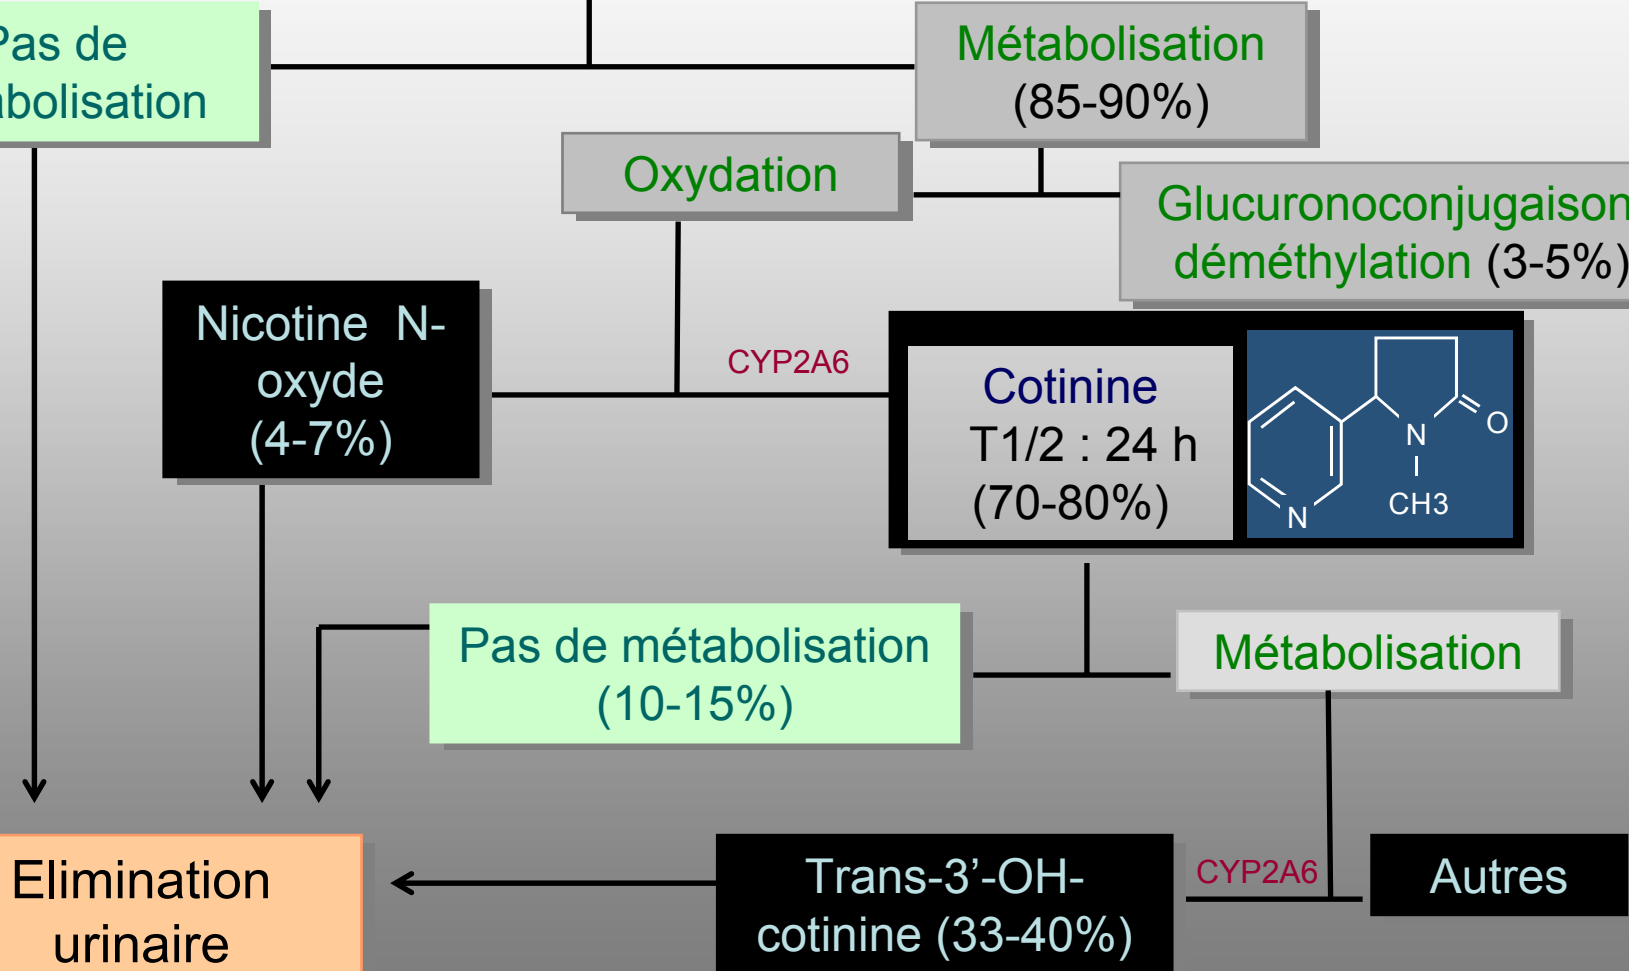 Pas de
abolisation
Métabolisation
(85-90%)
Oxydation
Glucuronoconjugaison
déméthylation (3-5%)
Nicotine N-
oxyde
(4-7%)
CYP2A6
Cotinine
T1/2 : 24 h
(70-80%)
N
O
N
CH3
Pas de métabolisation
(10-15%)
Métabolisation
Elimination
urinaire
Trans-3’-OH-
cotinine (33-40%)
CYP2A6
Autres